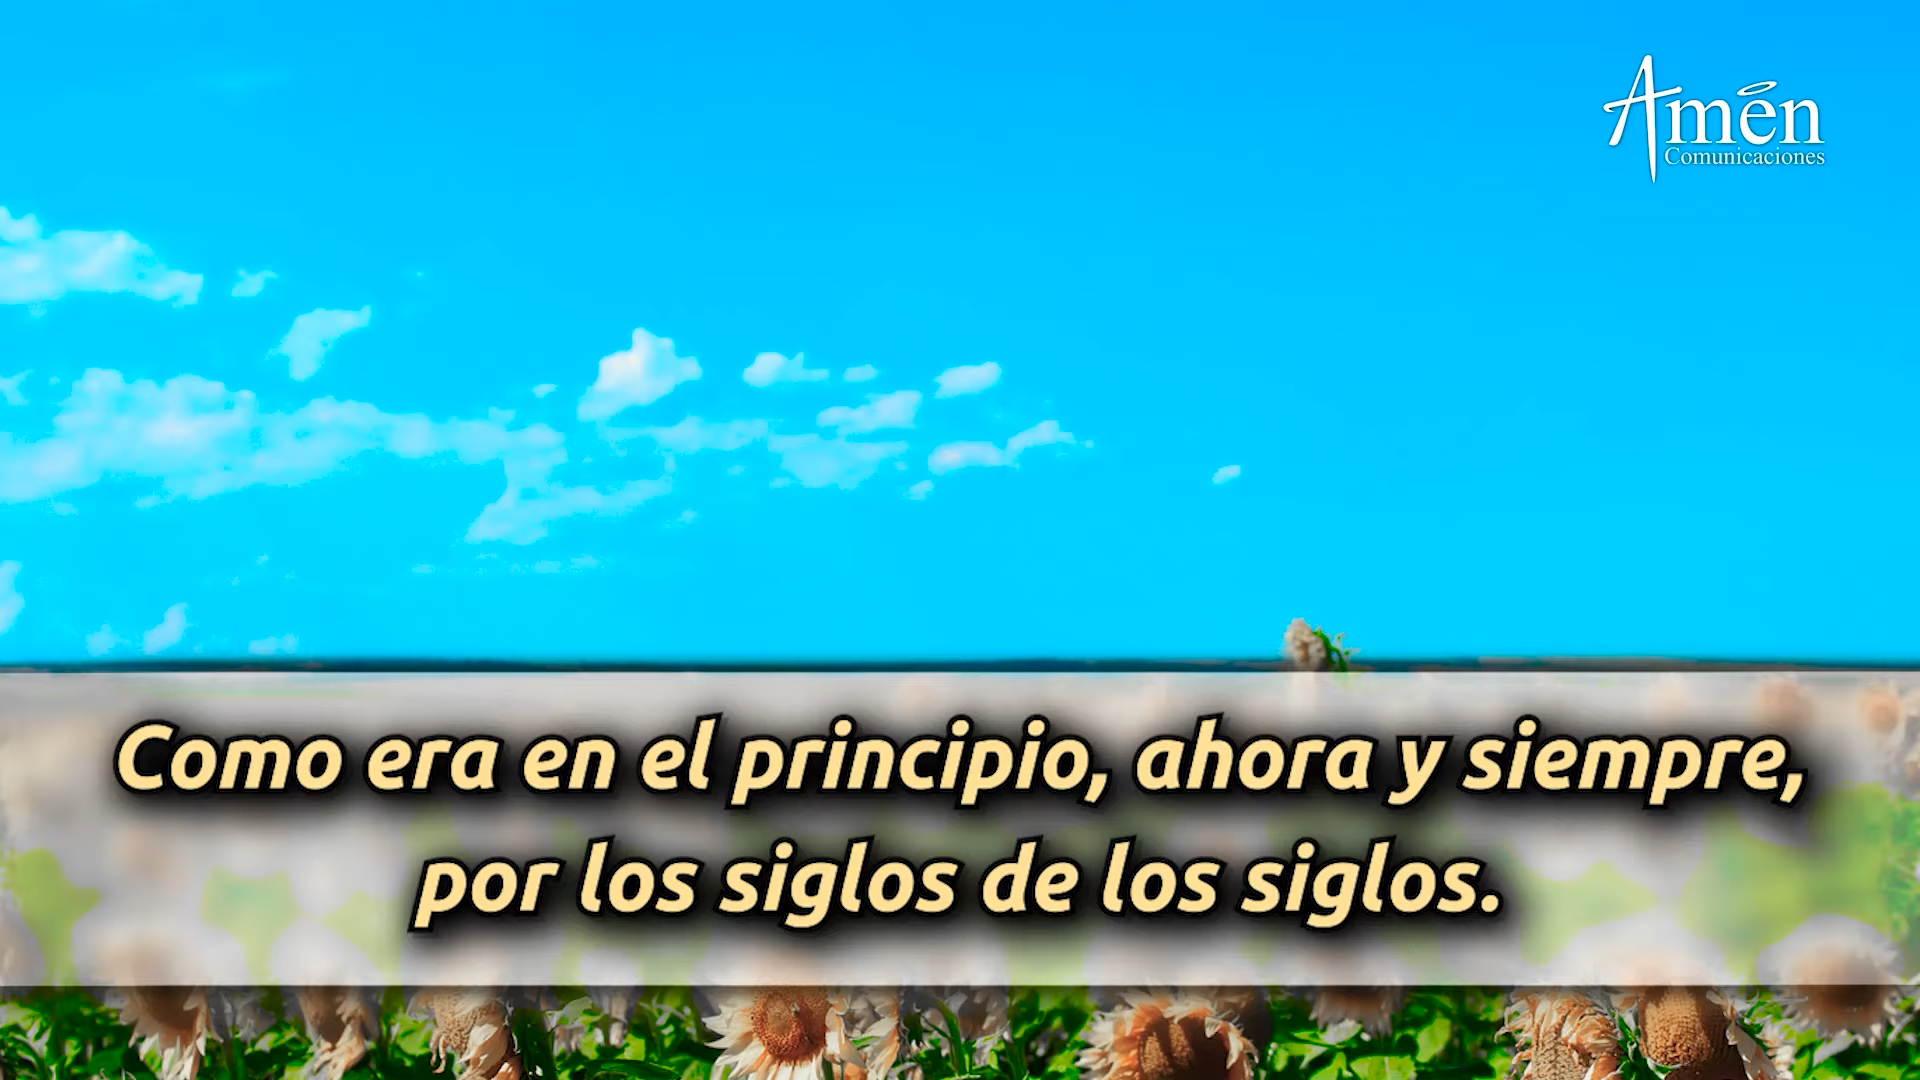 Amén
Comunicaciones
Como era en el principio, ahora y siempre,
por los siglos de los siglos.